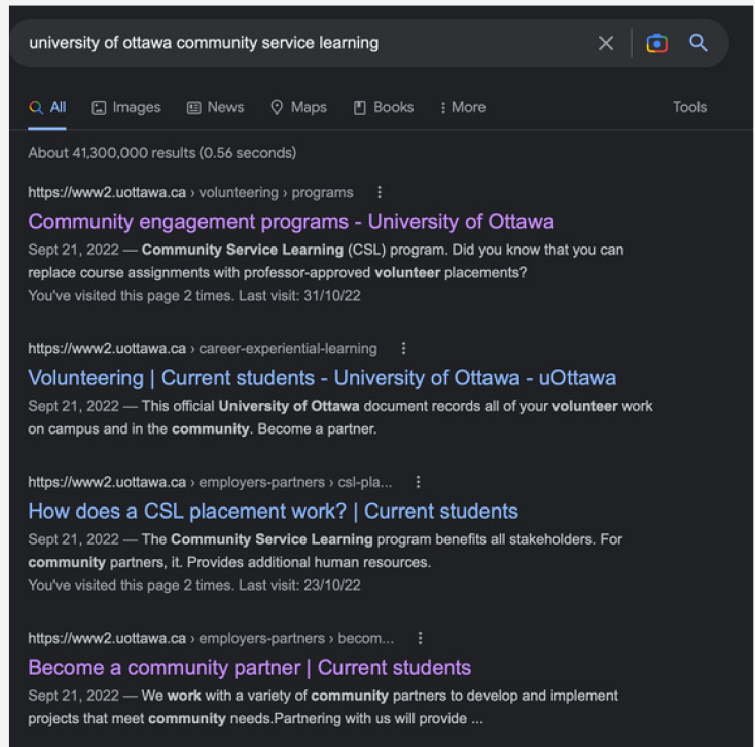 university of ottawa community service learning
All Images News Maps Books More Tools
About 41,300,000 results (0.56 seconds)
https://www2.uottawa.ca › volunteering › programs
Community engagement programs - University of Ottawa
Sept 21, 2022 — Community Service Learning (CSL) program. Did you know that you can
replace course assignments with professor-approved volunteer placements?
You've visited this page 2 times. Last visit: 31/10/22
https://www2.uottawa.ca › career-experiential-learning
Volunteering | Current students - University of Ottawa - uOttawa
Sept 21, 2022 — This official University of Ottawa document records all of your volunteer work
on campus and in the community. Become a partner.
https://www2.uottawa.ca › employers-partners › csl-pla...
How does a CSL placement work? | Current students
Sept 21, 2022 — The Community Service Learning program benefits all stakeholders. For
community partners, it. Provides additional human resources.
You've visited this page 2 times. Last visit: 23/10/22
https://www2.uottawa.ca › employers-partners › becom...
Become a community partner | Current students
Sept 21, 2022 — We work with a variety of community partners to develop and implement
projects that meet community needs.Partnering with us will provide ...